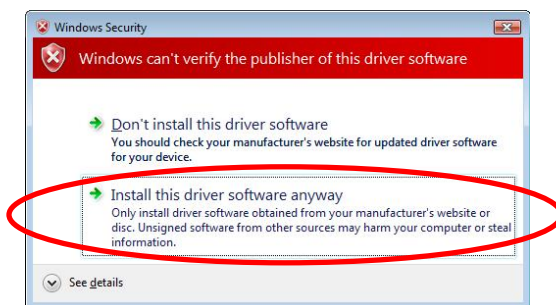 Windows Security
Windows can't verify the publisher of this driver software
Don't install this driver software
You should check your manufacturer's website for updated driver software
for your device.
Install this driver software anyway
Only install driver software obtained from your manufacturer's website or
disc. Unsigned software from other sources may harm your computer or steal
information.
See details